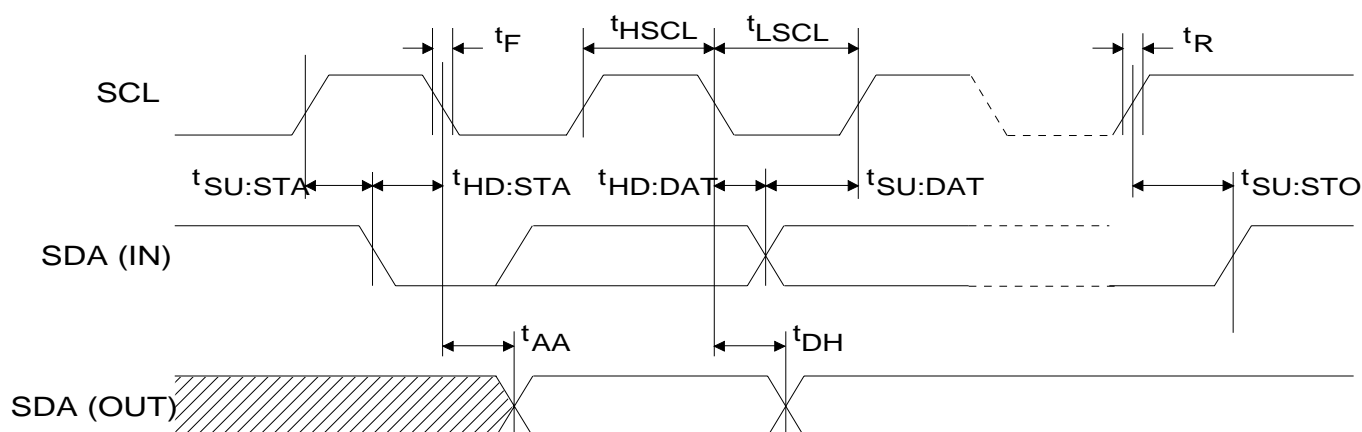 tF
tHSCL
tLSCL
tR
SCL
tSU:STA
tHD:STA
tHD:DAT
tSU:DAT
tSU:STO
SDA (IN)
tAA
tDH
SDA (OUT)